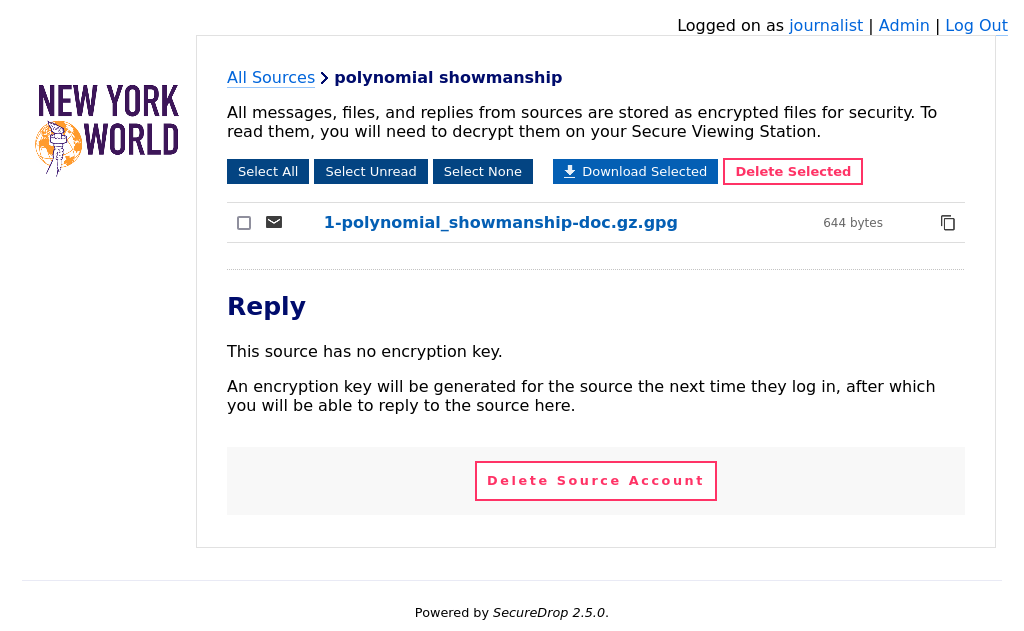 Logged on as journalist | Admin | Log Out
NEW YORK
WORLD
All Sources polynomial showmanship
All messages, files, and replies from sources are stored as encrypted files for security. To
read them, you will need to decrypt them on your Secure Viewing Station.
Select All Select Unread Select None Download Selected Delete Selected
1-polynomial_showmanship-doc.gz.gpg 644 bytes
Reply
This source has no encryption key.
An encryption key will be generated for the source the next time they log in, after which
you will be able to reply to the source here.
Delete Source Account
Powered by SecureDrop 2.5.0.